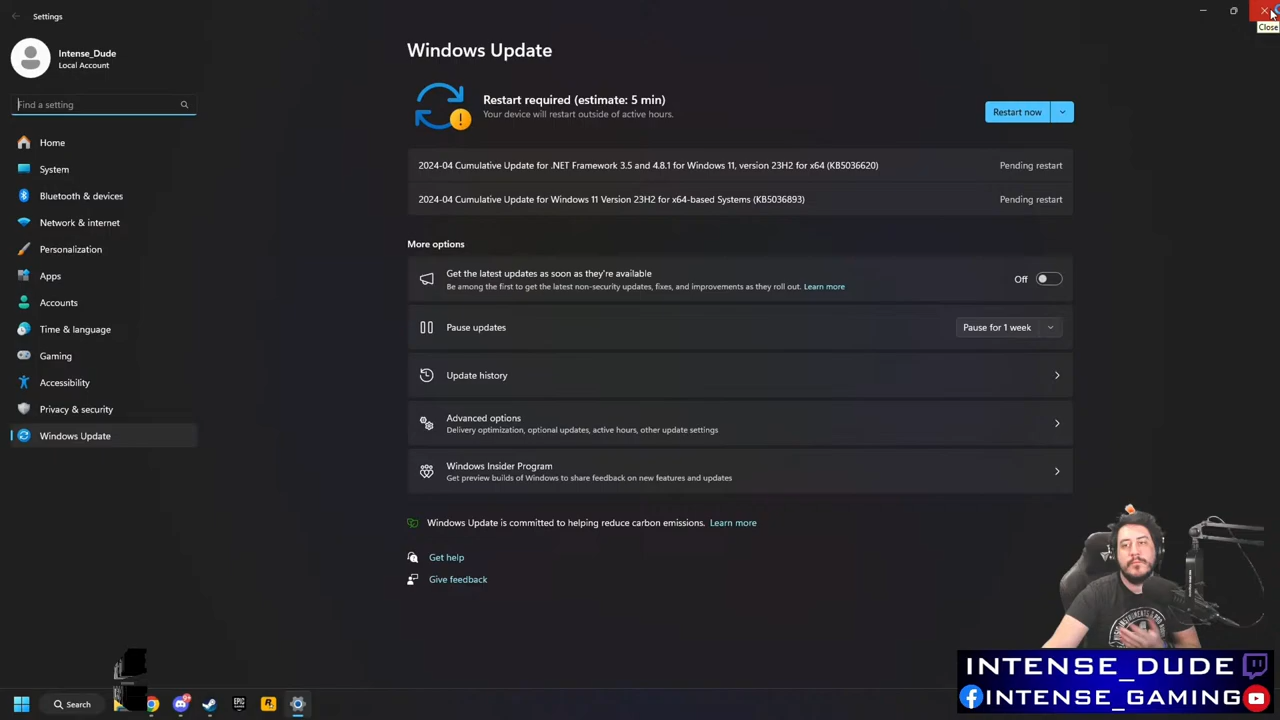 Settings
Close
Intense_Dude
Local Account
Find a setting
Home
System
Bluetooth & devices
Network & internet
Personalization
Apps
Accounts
Time & language
Gaming
Accessibility
Privacy & security
Windows Update
Windows Update
Restart required (estimate: 5 min)
Your device will restart outside of active hours.
Restart now
2024-04 Cumulative Update for .NET Framework 3.5 and 4.8.1 for Windows 11, version 23H2 for x64 (KB5036620) Pending restart
2024-04 Cumulative Update for Windows 11 Version 23H2 for x64-based Systems (KB5036893) Pending restart
More options
Get the latest updates as soon as they're available
Be among the first to get the latest non-security updates, fixes, and improvements as they roll out. Learn more
Off
Pause updates Pause for 1 week
Update history
Advanced options
Delivery optimization, optional updates, active hours, other update settings
Windows Insider Program
Get preview builds of Windows to share feedback on new features and updates
Windows Update is committed to helping reduce carbon emissions. Learn more
Get help
Give feedback
INTENSE_DUDE
INTENSE_GAMING
Search
EPIC
R